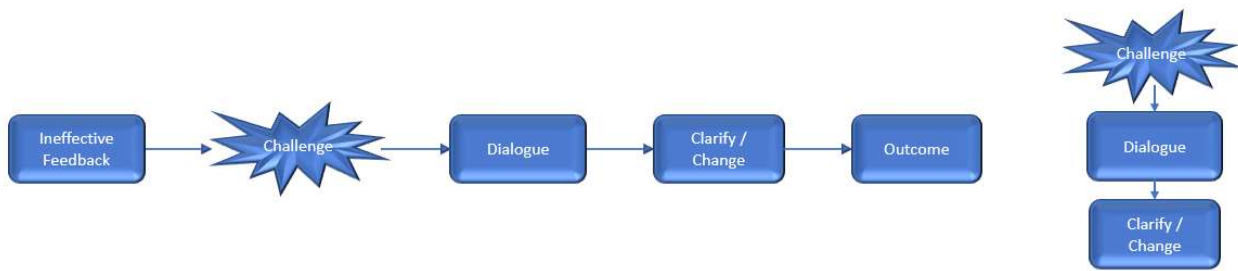 Ineffective
Feedback
Challenge
Dialogue
Clarify /
Change
Outcome
Challenge
Dialogue
Clarify /
Change